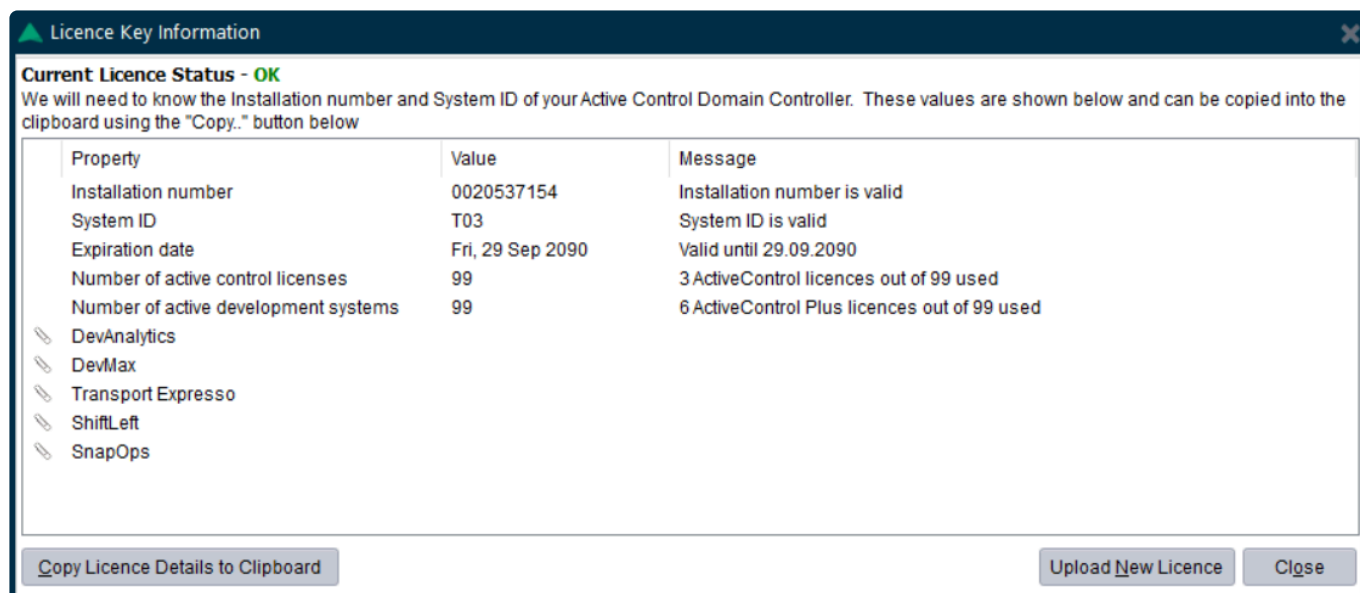 Licence Key Information
Current Licence Status - OK
We will need to know the Installation number and System ID of your Active Control Domain Controller. These values are shown below and can be copied into the
clipboard using the "Copy.." button below
Property Value Message
Installation number 0020537154 Installation number is valid
System ID T03 System ID is valid
Expiration date Fri, 29 Sep 2090 Valid until 29.09.2090
Number of active control licenses 99 3 ActiveControl licences out of 99 used
Number of active development systems 99 6 ActiveControl Plus licences out of 99 used
DevAnalytics
DevMax
Transport Expresso
ShiftLeft
SnapOps
Copy Licence Details to Clipboard Upload New Licence Close